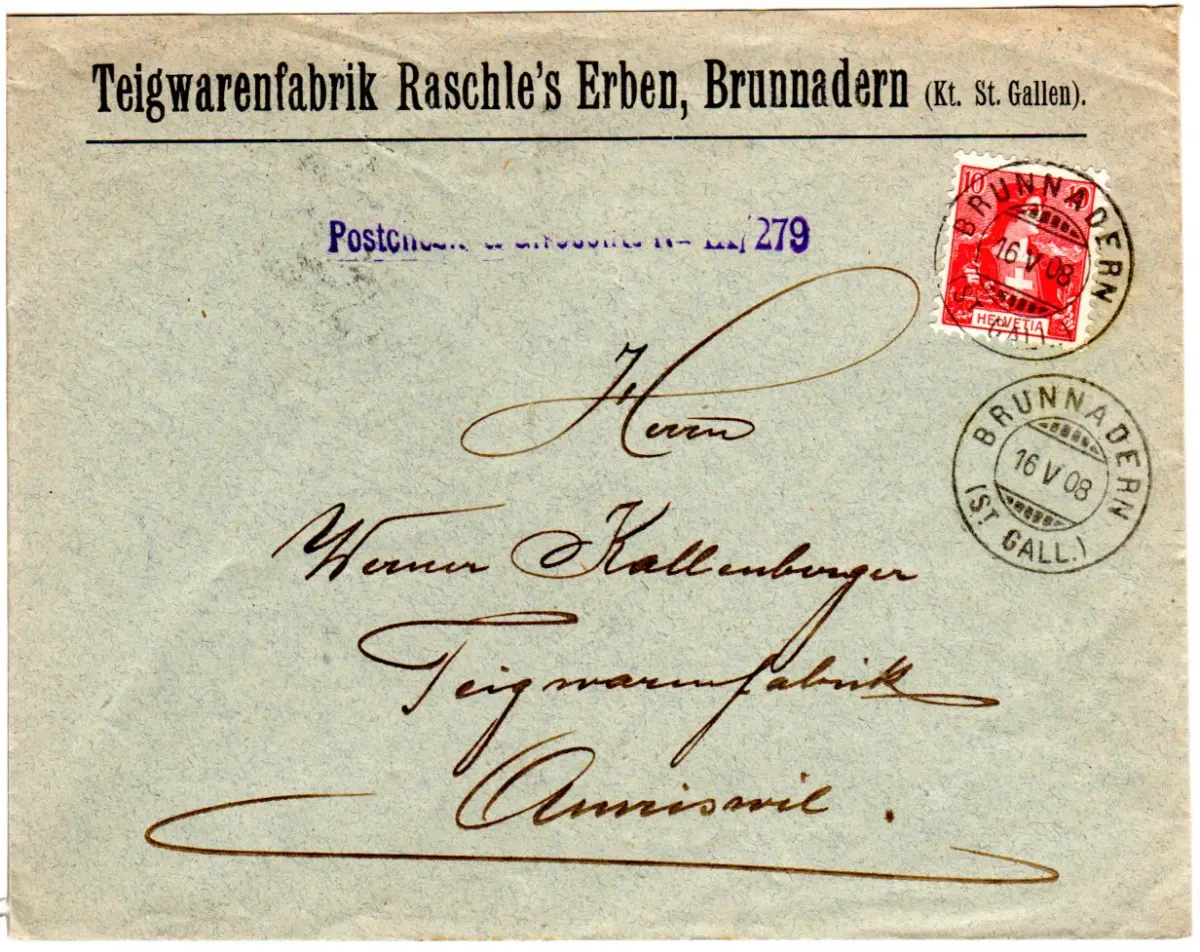 Teigwarenfabrik Raschle's Erben, Brunnadern (Kt. St. Gallen).
10 10
HELVETIA
BRUNNADERN
16 V 08
/279
Herrn
BRUNNADERN
16 V 08
(ST. GALL.)
Werner Kallenberger
Teigwarenfabrik
Amriswil.